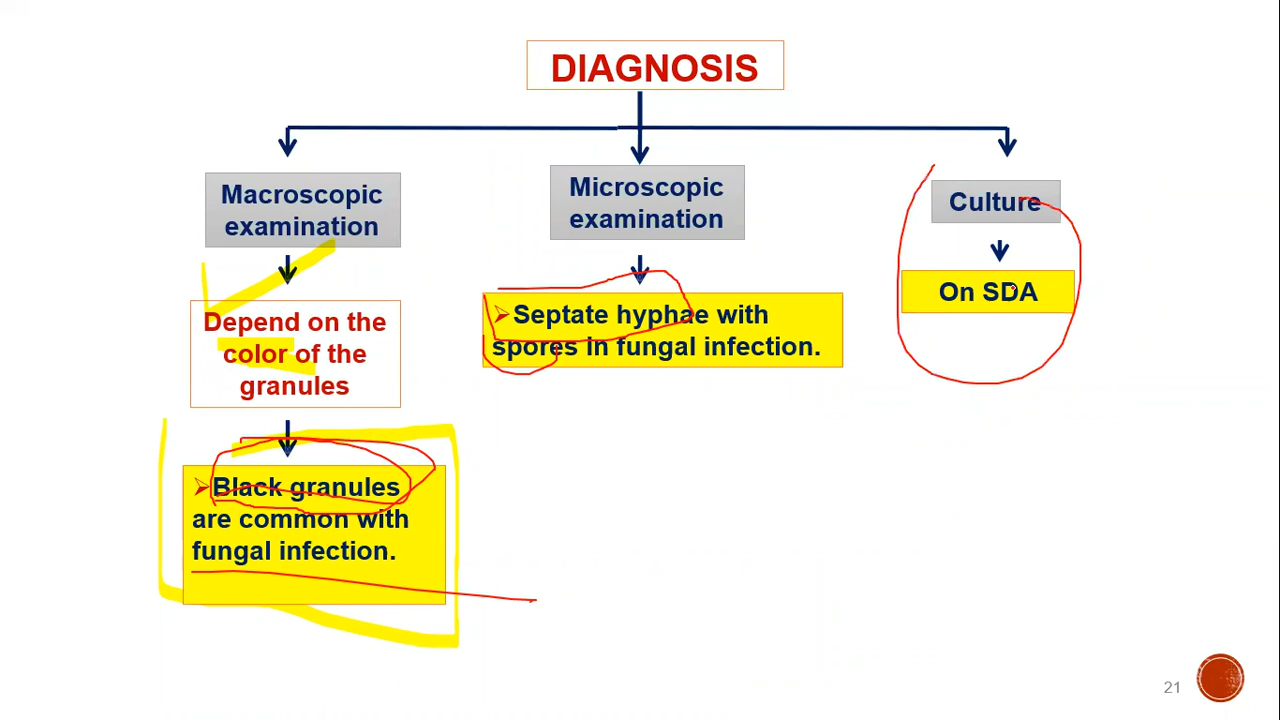 DIAGNOSIS
Macroscopic
examination
Depend on the
color of the
granules
➢Black granules
are common with
fungal infection.
Microscopic
examination
➢Septate hyphae with
spores in fungal infection.
Culture
On SDA
21